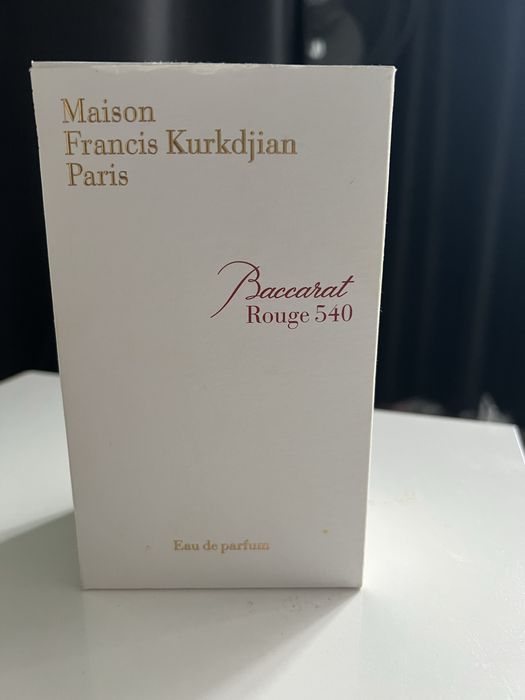 Maison
Francis Kurkdjian
Paris
Baccarat
Rouge 540
Eau de parfum